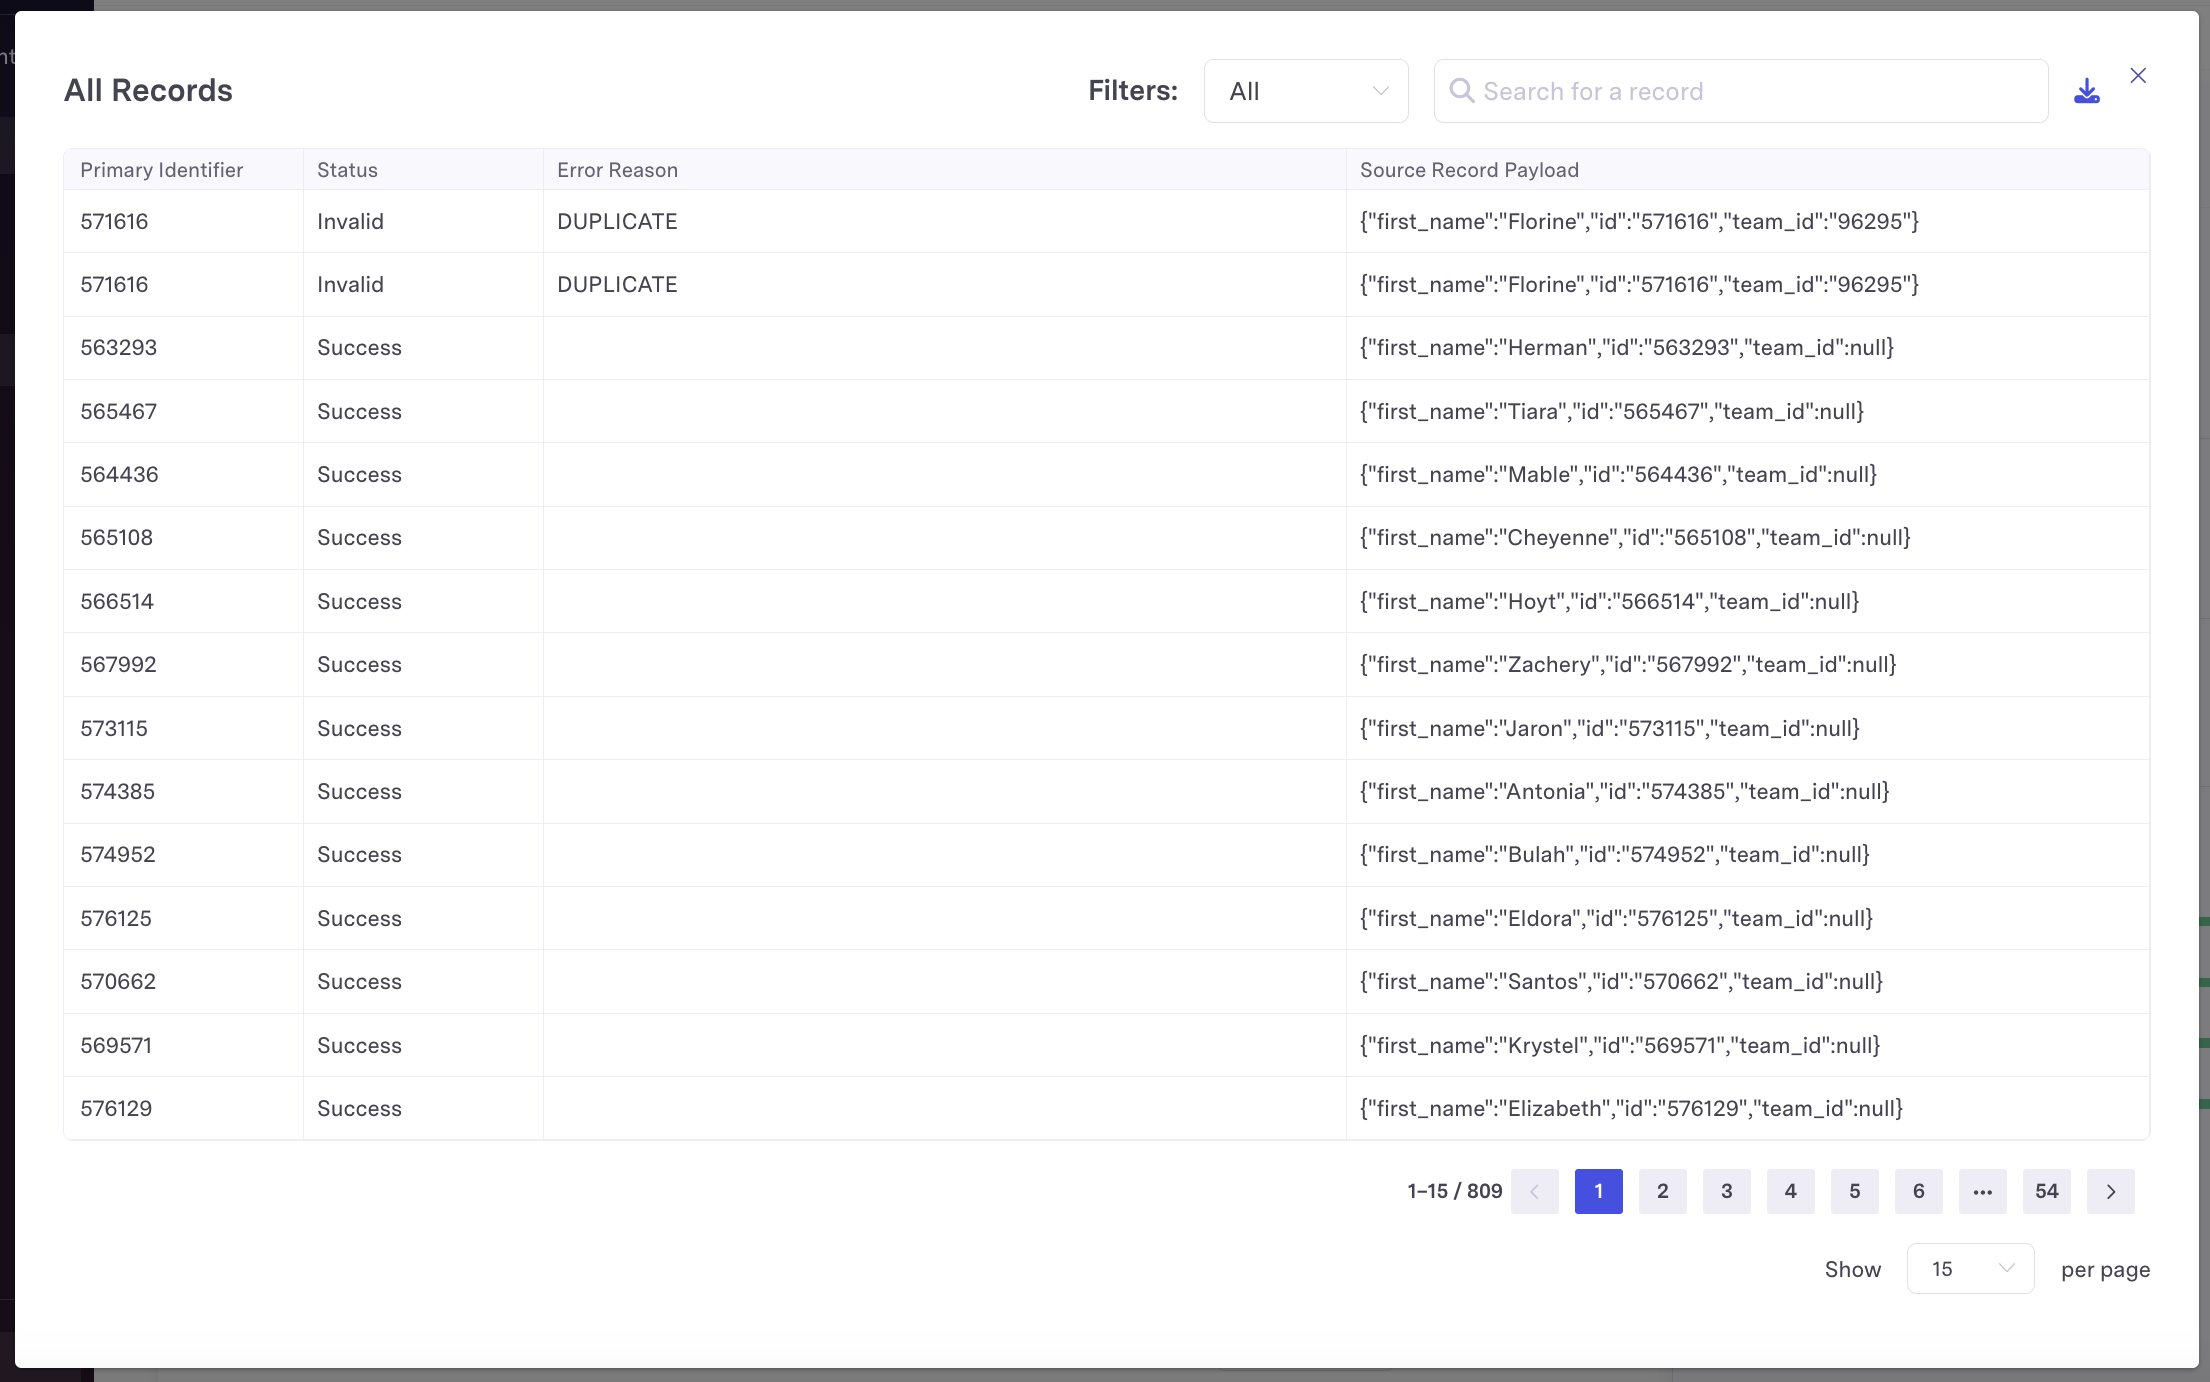 nt
All Records
Filters:
All
Search for a record
Primary Identifier Status Error Reason Source Record Payload
571616 Invalid DUPLICATE {"first_name":"Florine","id":"571616","team_id":"96295"}
571616 Invalid DUPLICATE {"first_name":"Florine","id":"571616","team_id":"96295"}
563293 Success {"first_name":"Herman","id":"563293","team_id":null}
565467 Success {"first_name":"Tiara","id":"565467","team_id":null}
564436 Success {"first_name":"Mable","id":"564436","team_id":null}
565108 Success {"first_name":"Cheyenne","id":"565108","team_id":null}
566514 Success {"first_name":"Hoyt","id":"566514","team_id":null}
567992 Success {"first_name":"Zachery","id":"567992","team_id":null}
573115 Success {"first_name":"Jaron","id":"573115","team_id":null}
574385 Success {"first_name":"Antonia","id":"574385","team_id":null}
574952 Success {"first_name":"Bulah","id":"574952","team_id":null}
576125 Success {"first_name":"Eldora","id":"576125","team_id":null}
570662 Success {"first_name":"Santos","id":"570662","team_id":null}
569571 Success {"first_name":"Krystel","id":"569571","team_id":null}
576129 Success {"first_name":"Elizabeth","id":"576129","team_id":null}
1–15 / 809 1 2 3 4 5 6 ••• 54
Show 15 per page